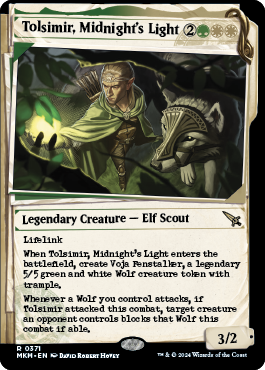 Tolsimir, Midnight's Light 2
Legendary Creature — Elf Scout
Lifelink
When Tolsimir, Midnight's Light enters the
battlefield, create Voja Fenstalker, a legendary
5/5 green and white Wolf creature token with
trample.
Whenever a Wolf you control attacks, if
Tolsimir attacked this combat, target creature
an opponent controls blocks that Wolf this
combat if able.
3/2
R 0371
MKM • EN David Robert Hovey
™ & © 2024 Wizards of the Coast